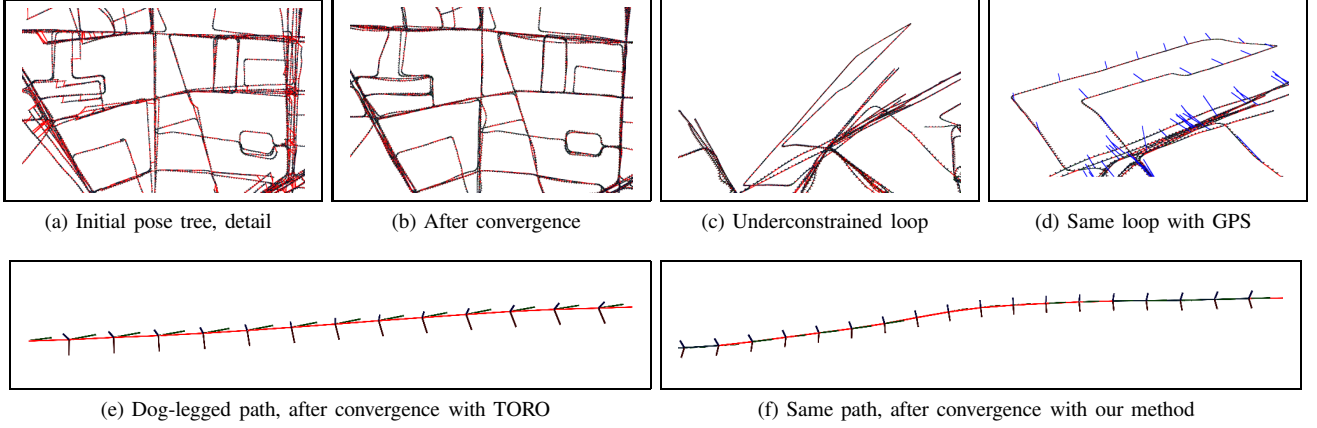 (a) Initial pose tree, detail
(b) After convergence
(c) Underconstrained loop
(d) Same loop with GPS
(e) Dog-legged path, after convergence with TORO
(f) Same path, after convergence with our method